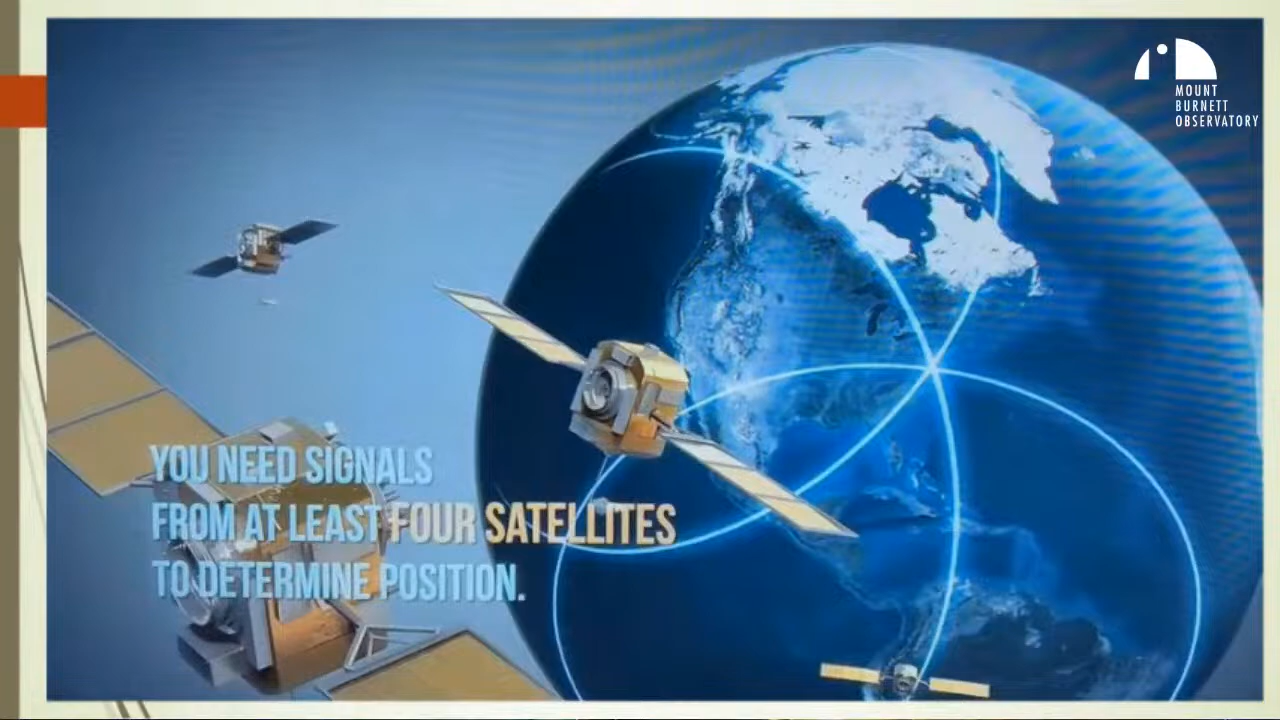 MOUNT
BURNETT
OBSERVATORY
YOU NEED SIGNALS
FROM AT LEAST FOUR SATELLITES
TO DETERMINE POSITION.